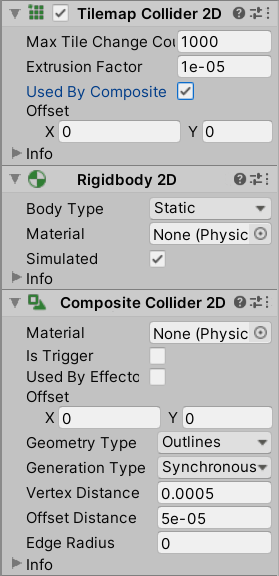 Tilemap Collider 2D
Max Tile Change Cou 1000
Extrusion Factor 1e-05
Used By Composite
Offset
X 0 Y 0
Info
Rigidbody 2D
Body Type Static
Material None (Physic
Simulated
Info
Composite Collider 2D
Material None (Physic
Is Trigger
Used By Effecto
Offset
X 0 Y 0
Geometry Type Outlines
Generation Type Synchronous
Vertex Distance 0.0005
Offset Distance 5e-05
Edge Radius 0
Info